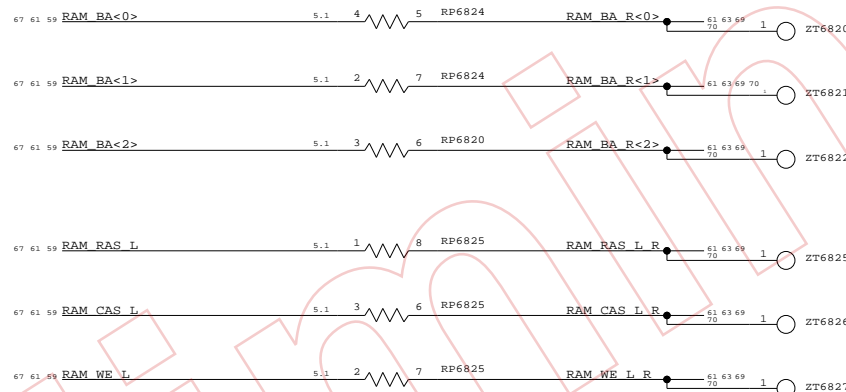 67 61 59 RAM_BA<0> 5.1 4 5 RP6824 RAM_BA_R<0> 61 63 69 70 1 ZT6820
67 61 59 RAM_BA<1> 5.1 2 7 RP6824 RAM_BA_R<1> 61 63 69 70 1 ZT6821
67 61 59 RAM_BA<2> 5.1 3 6 RP6820 RAM_BA_R<2> 61 63 69 70 1 ZT6822
67 61 59 RAM_RAS_L 5.1 1 8 RP6825 RAM_RAS_L_R 61 63 69 70 1 ZT6825
67 61 59 RAM_CAS_L 5.1 3 6 RP6825 RAM_CAS_L_R 61 63 69 70 1 ZT6826
67 61 59 RAM_WE_L 5.1 2 7 RP6825 RAM_WE_L_R 61 63 69 70 1 ZT6827